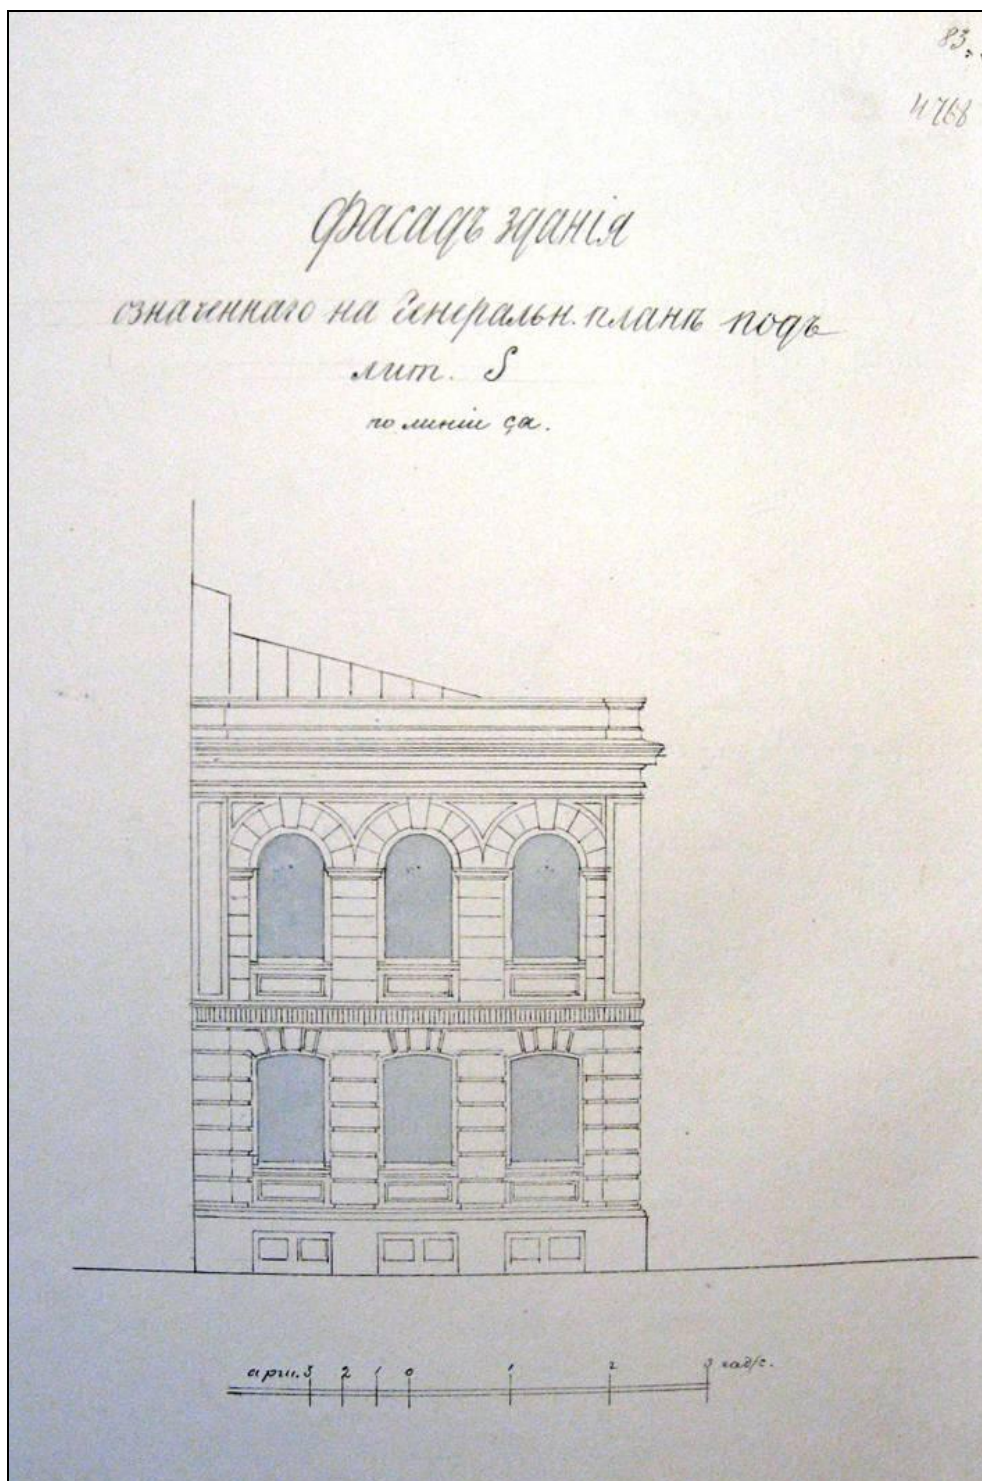 83.
4768
Фасадъ зданія
означеннаго на Генеральн. планѣ подъ
лит. S
по линіи ça.
арш. 3 2 1 0 1 2 3 саж.